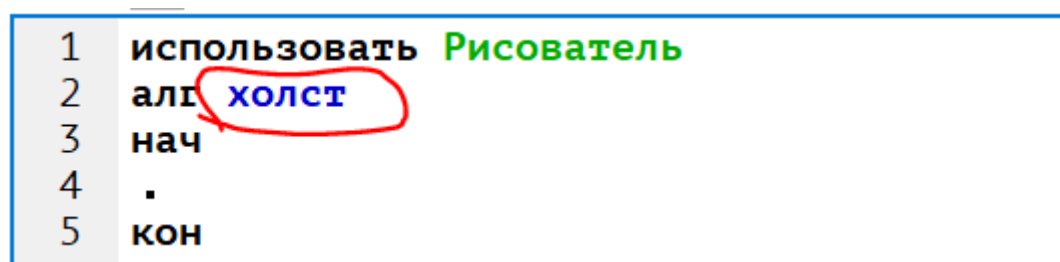 1 использовать Рисователь
2 алг холст
3 нач
4 .
5 кон